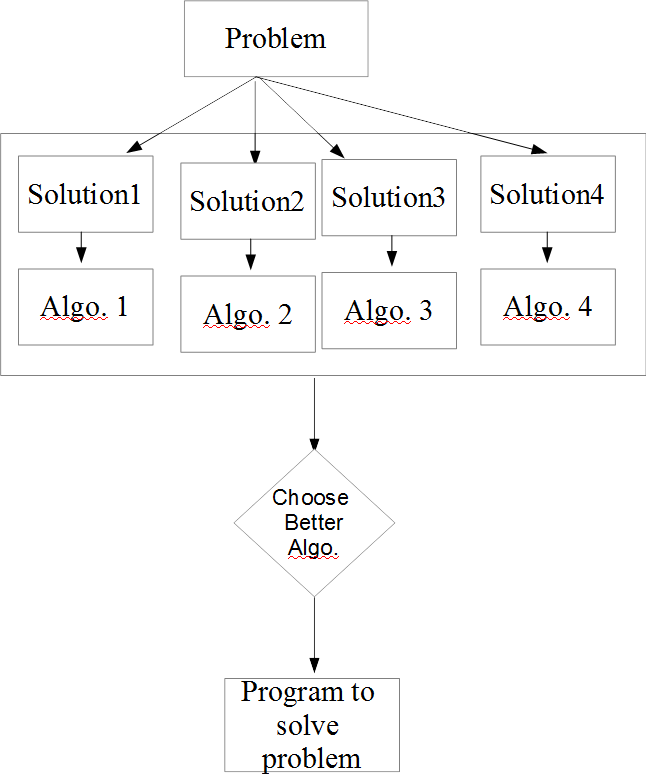 Problem
Solution1
Solution2
Solution3
Solution4
Algo. 1
Algo. 2
Algo. 3
Algo. 4
Choose
Better
Algo.
Program to
solve
problem